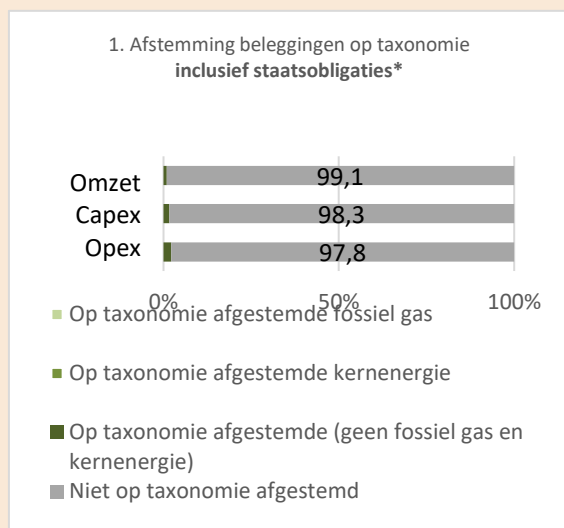 1. Afstemming beleggingen op taxonomie
inclusief staatsobligaties*
Omzet 99,1
Capex 98,3
Opex 97,8
0% 50% 100%
Op taxonomie afgestemde fossiel gas
Op taxonomie afgestemde kernenergie
Op taxonomie afgestemde (geen fossiel gas en
kernenergie)
Niet op taxonomie afgestemd